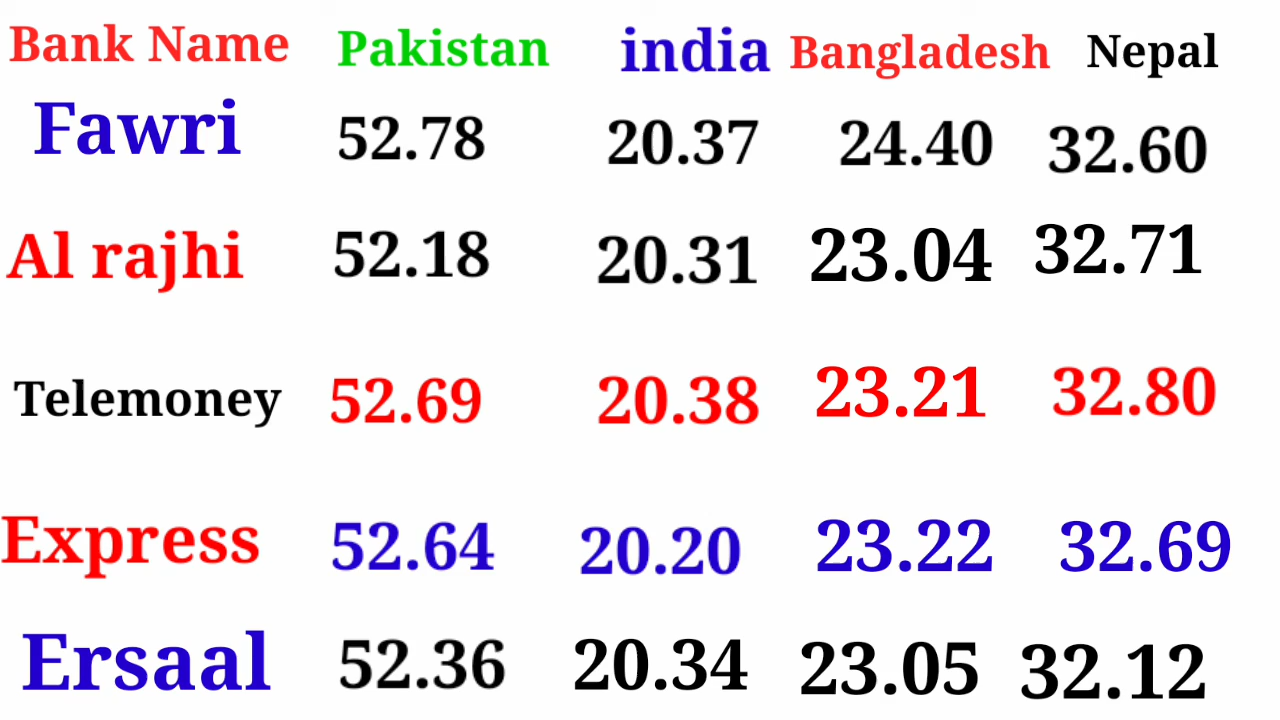 Bank Name Pakistan india Bangladesh Nepal
Fawri 52.78 20.37 24.40 32.60
Al rajhi 52.18 20.31 23.04 32.71
Telemoney 52.69 20.38 23.21 32.80
Express 52.64 20.20 23.22 32.69
Ersaal 52.36 20.34 23.05 32.12